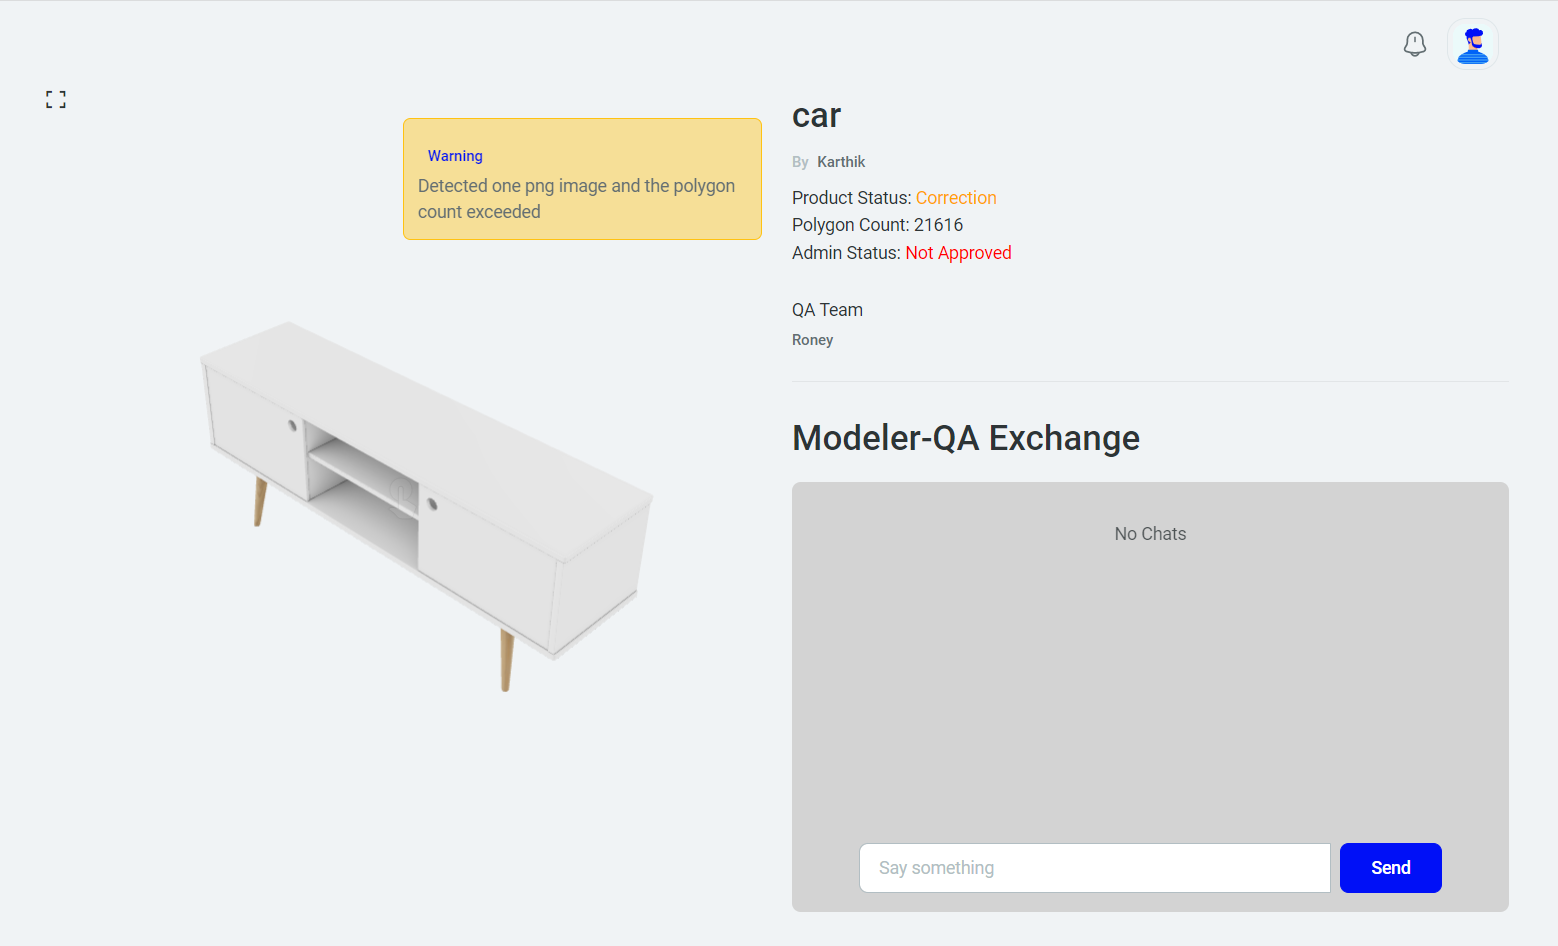 Warning
Detected one png image and the polygon
count exceeded
car
By Karthik
Product Status: Correction
Polygon Count: 21616
Admin Status: Not Approved
QA Team
Roney
Modeler-QA Exchange
No Chats
Say something
Send